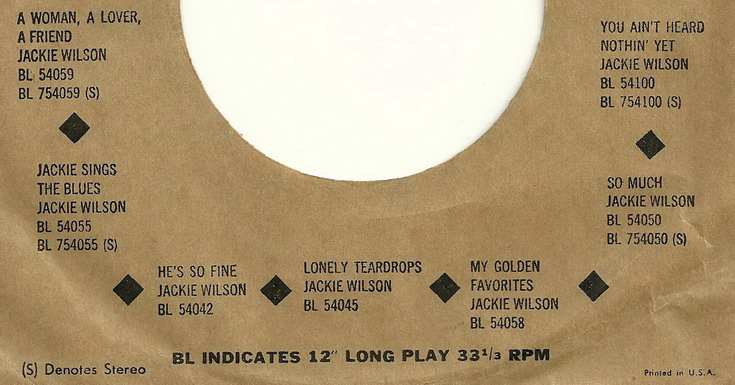 A WOMAN, A LOVER,
A FRIEND
JACKIE WILSON
BL 54059
BL 754059 (S)
JACKIE SINGS
THE BLUES
JACKIE WILSON
BL 54055
BL 754055 (S)
HE'S SO FINE
JACKIE WILSON
BL 54042
LONELY TEARDROPS
JACKIE WILSON
BL 54045
MY GOLDEN
FAVORITES
JACKIE WILSON
BL 54058
YOU AIN'T HEARD
NOTHIN' YET
JACKIE WILSON
BL 54100
BL 754100 (S)
SO MUCH
JACKIE WILSON
BL 54050
BL 754050 (S)
BL INDICATES 12" LONG PLAY 33 1/3 RPM
(S) Denotes Stereo
Printed in U.S.A.